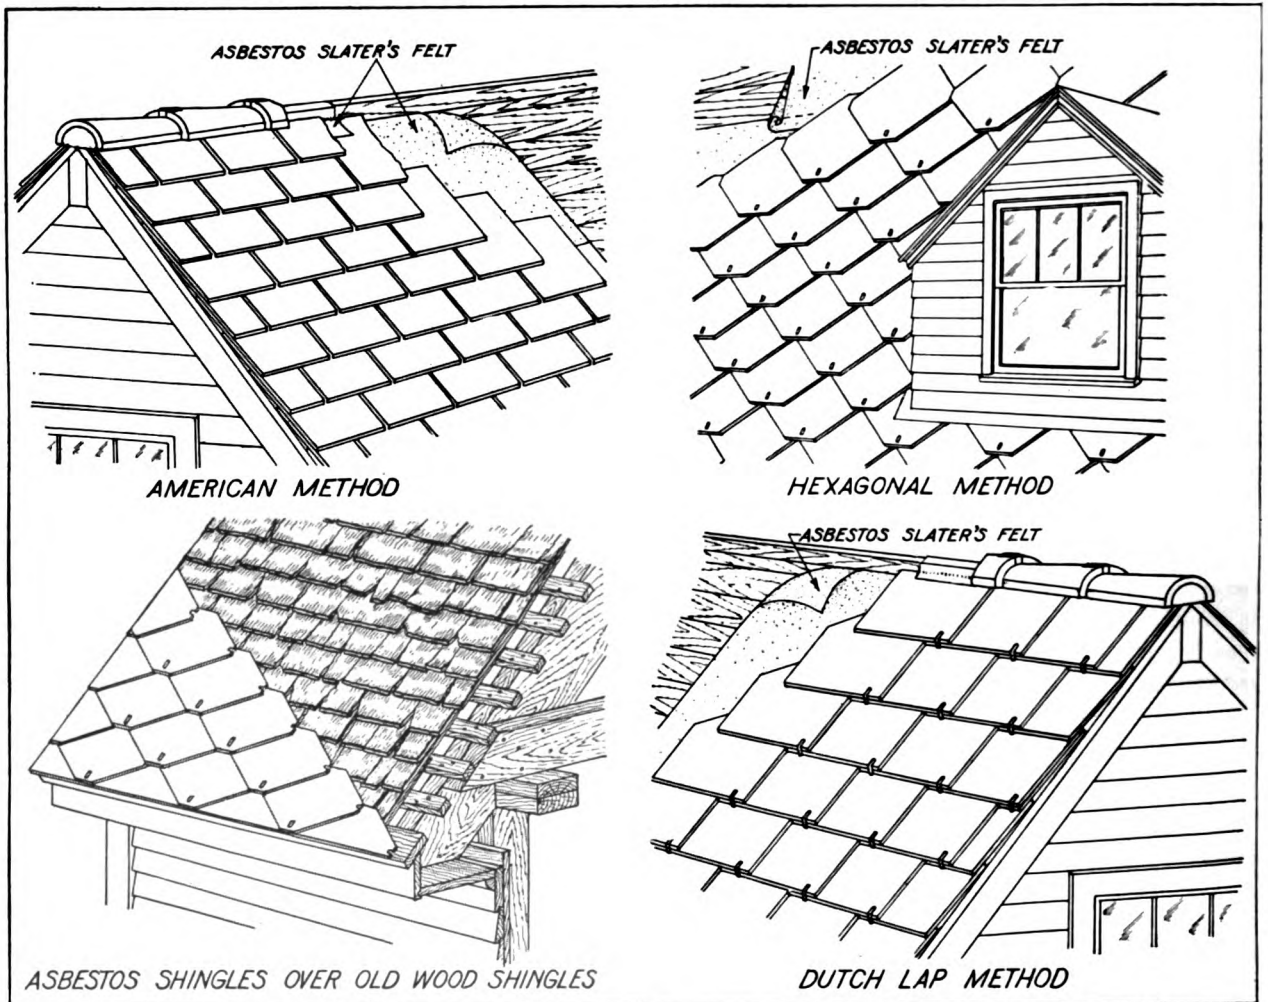 ASBESTOS SLATER'S FELT
ASBESTOS SLATER'S FELT
AMERICAN METHOD
HEXAGONAL METHOD
ASBESTOS SLATER'S FELT
ASBESTOS SHINGLES OVER OLD WOOD SHINGLES
DUTCH LAP METHOD